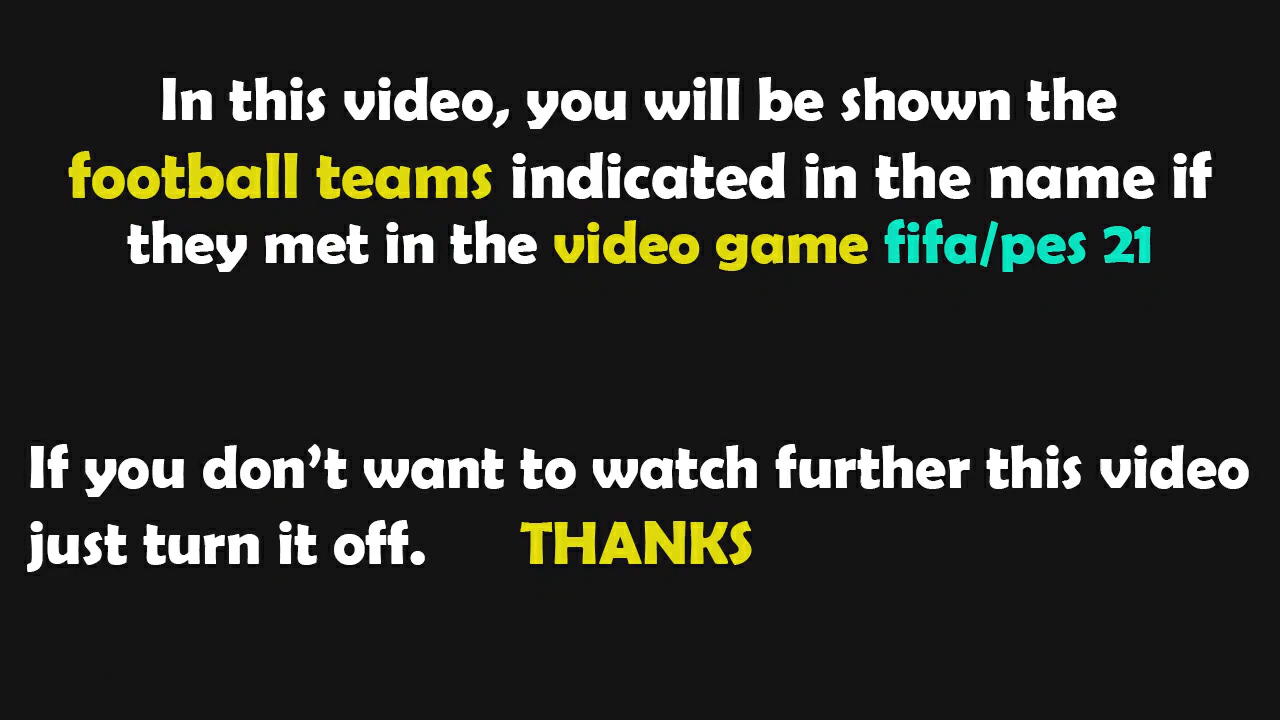 In this video, you will be shown the
football teams indicated in the name if
they met in the video game fifa/pes 21
If you don’t want to watch further this video
just turn it off. THANKS